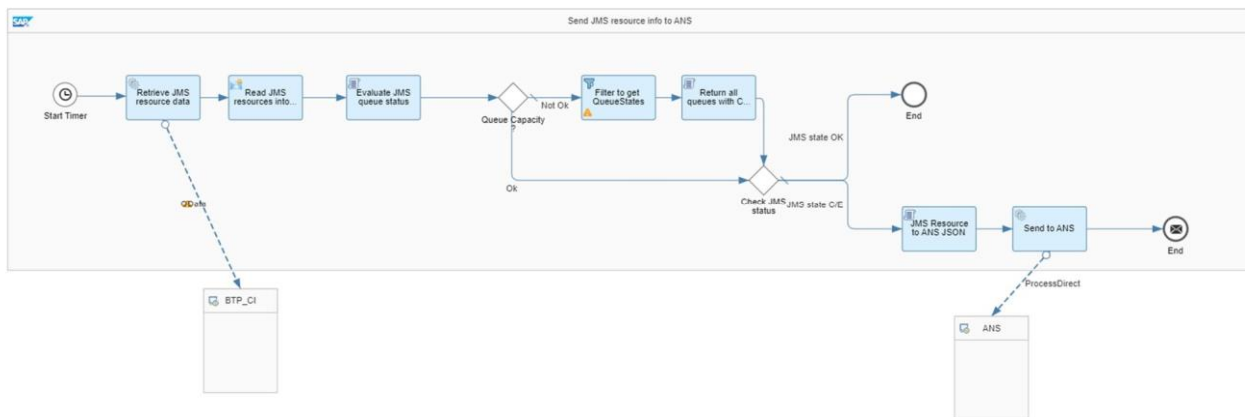 SAP
Send JMS resource info to ANS
Start Timer
Retrieve JMS
resource data
Read JMS
resources into...
Evaluate JMS
queue status
Queue Capacity
?
Not Ok
Ok
Filter to get
QueueStates
Return all
queues with C...
Check JMS
status
JMS state OK
End
JMS state C/E
JMS Resource
to ANS JSON
Send to ANS
End
OData
BTP_CI
ProcessDirect
ANS